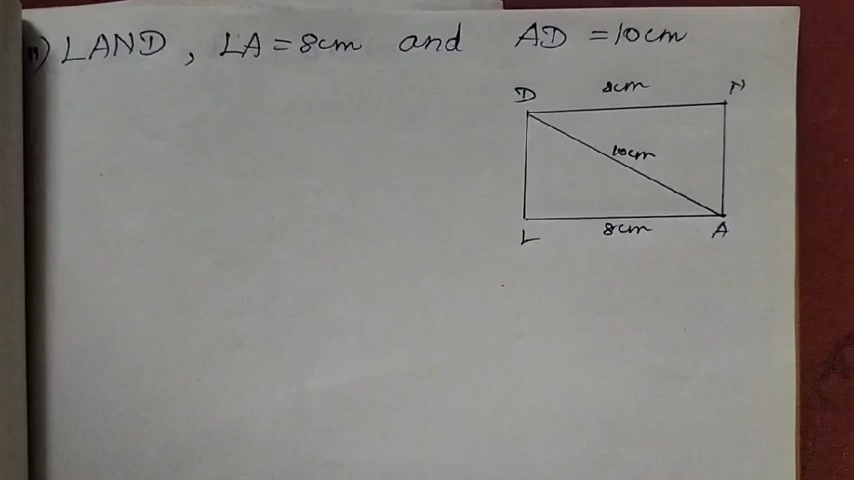 n) LAND, LA = 8cm and AD = 10cm
8cm
D N
10cm
L 8cm A